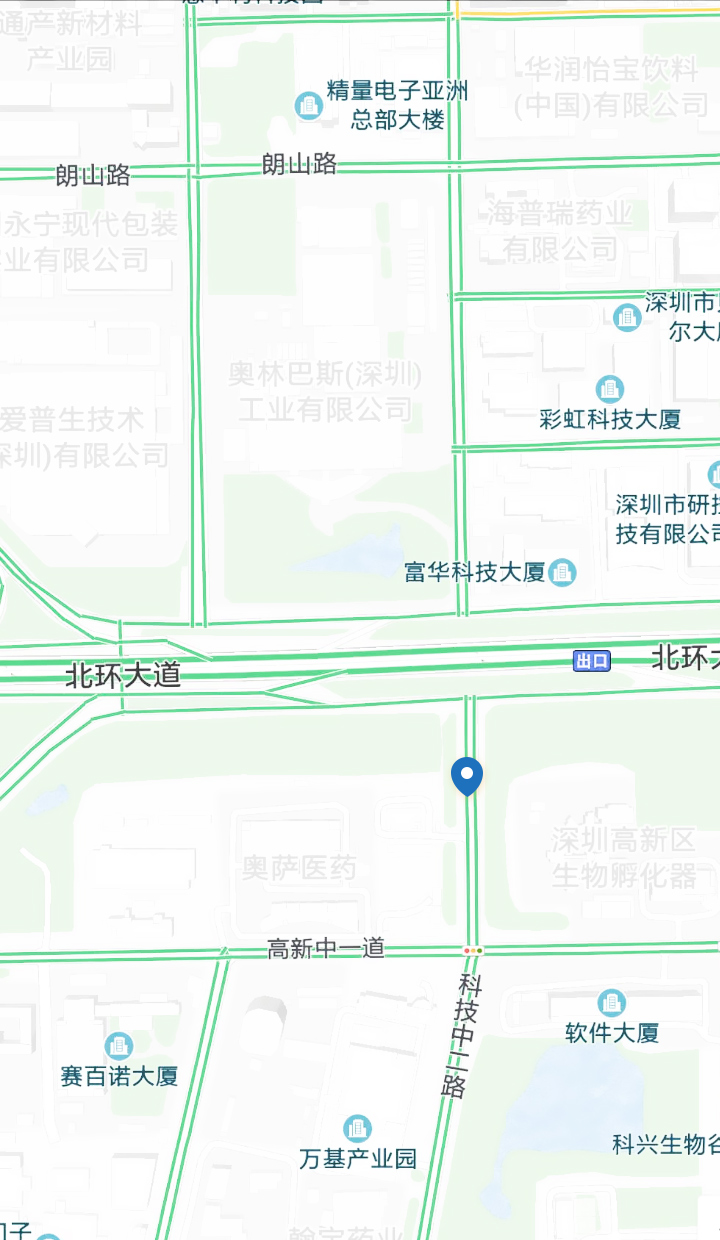 通产新材料
产业园
精量电子亚洲
总部大楼
华润怡宝饮料
(中国)有限公司
朗山路
朗山路
永宁现代包装
业有限公司
海普瑞药业
有限公司
深圳市
尔大
奥林巴斯(深圳)
工业有限公司
彩虹科技大厦
爱普生技术
深圳)有限公司
深圳市研
技有限公司
富华科技大厦
北环大道
出口
北环
奥萨医药
深圳高新区
生物孵化器
高新中一道
科技中二路
软件大厦
赛百诺大厦
万基产业园
科兴生物谷
翰宇药业